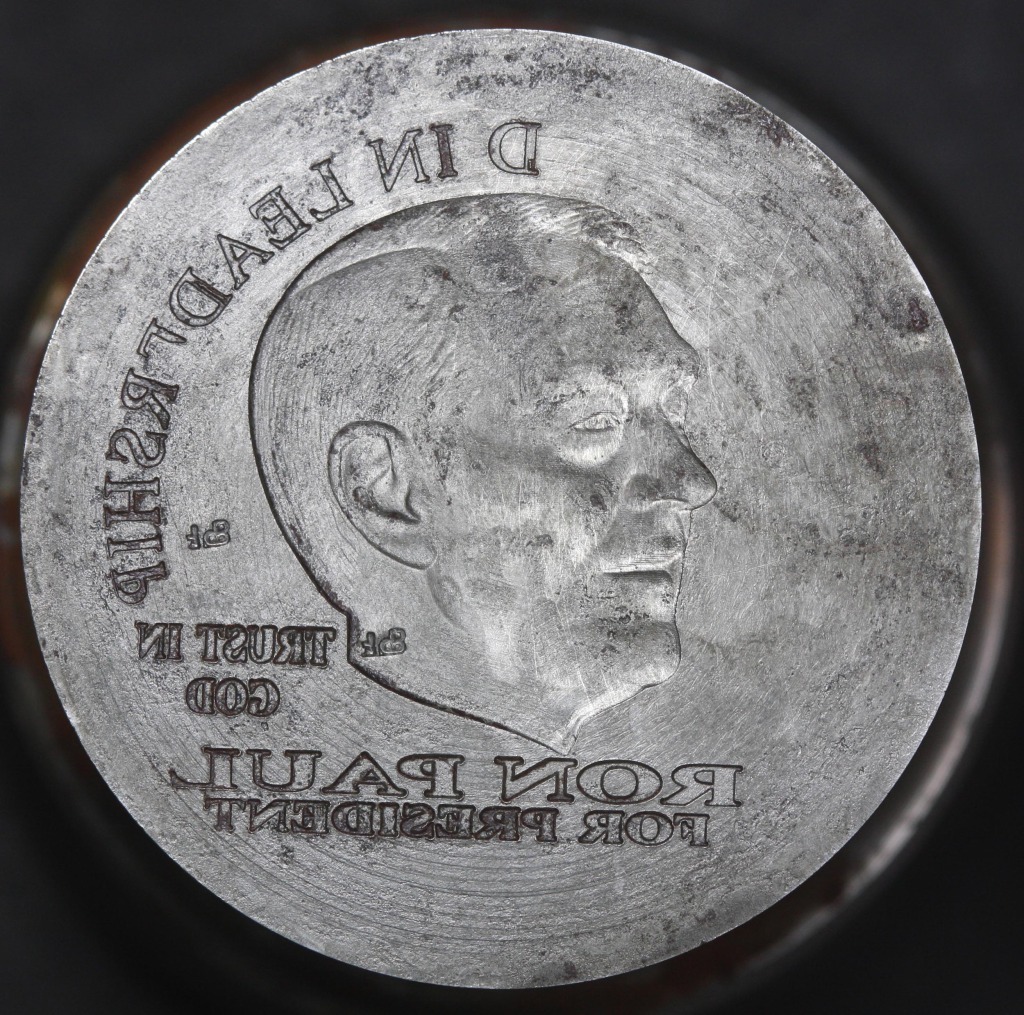 D IN LEADERSHIP
TRUST IN
GOD
RON PAUL
FOR PRESIDENT